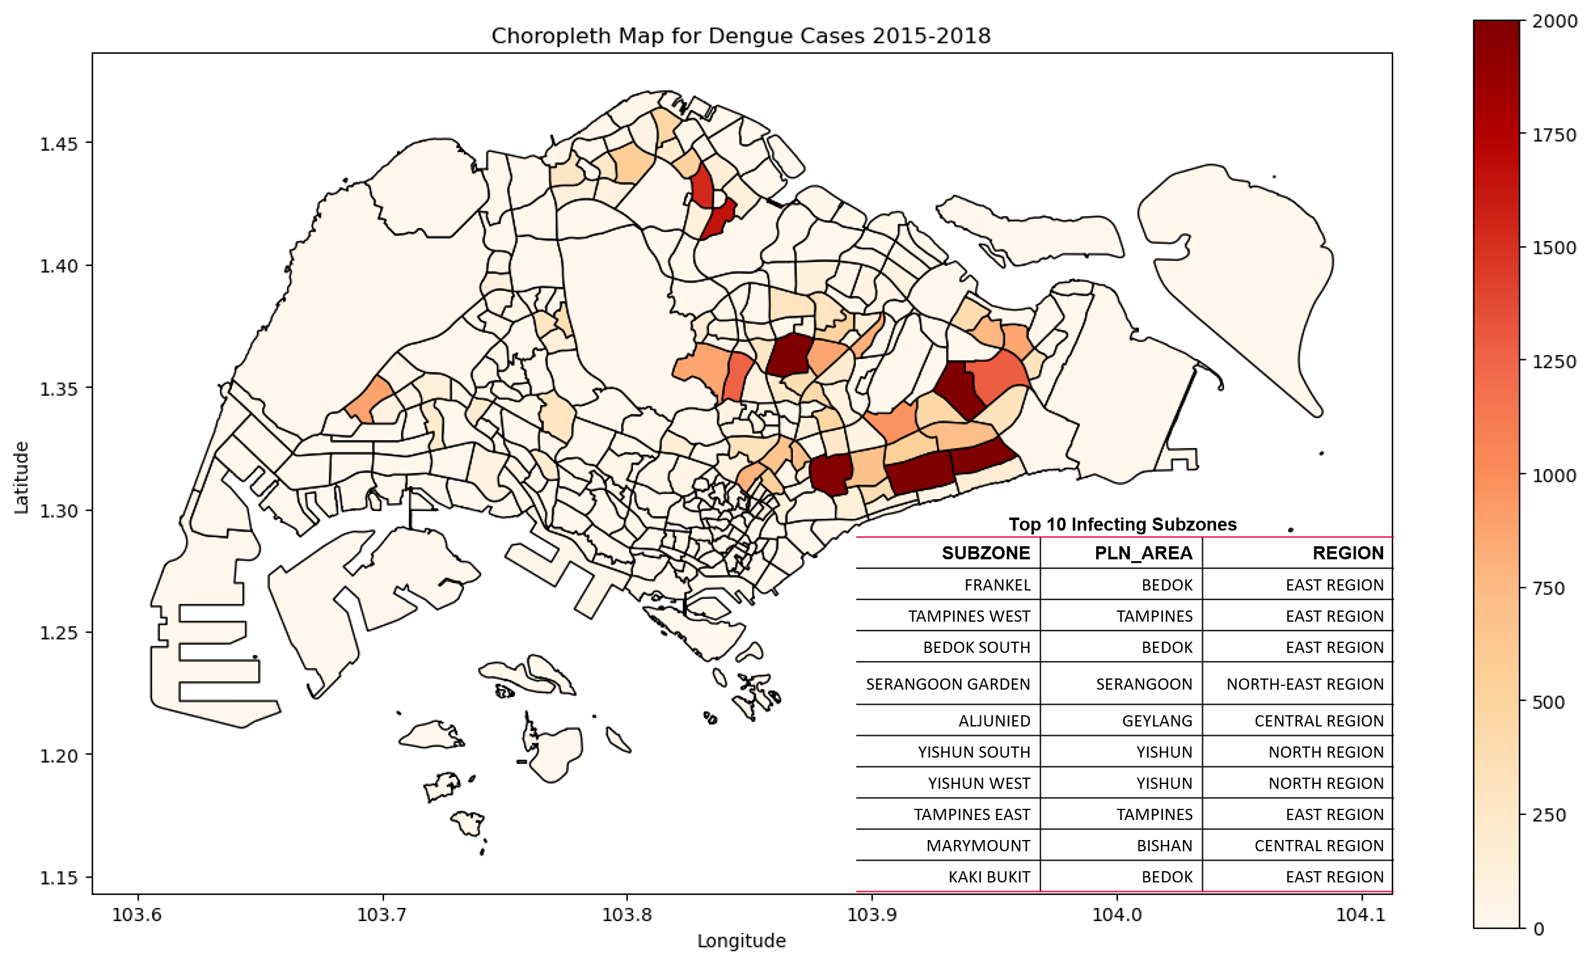 Choropleth Map for Dengue Cases 2015-2018
2000
1750
1500
1250
1000
750
500
250
0
1.45
1.40
1.35
1.30
1.25
1.20
1.15
Latitude
103.6 103.7 103.8 103.9 104.0 104.1
Longitude
Top 10 Infecting Subzones
SUBZONE PLN_AREA REGION
FRANKEL BEDOK EAST REGION
TAMPINES WEST TAMPINES EAST REGION
BEDOK SOUTH BEDOK EAST REGION
SERANGOON GARDEN SERANGOON NORTH-EAST REGION
ALJUNIED GEYLANG CENTRAL REGION
YISHUN SOUTH YISHUN NORTH REGION
YISHUN WEST YISHUN NORTH REGION
TAMPINES EAST TAMPINES EAST REGION
MARYMOUNT BISHAN CENTRAL REGION
KAKI BUKIT BEDOK EAST REGION